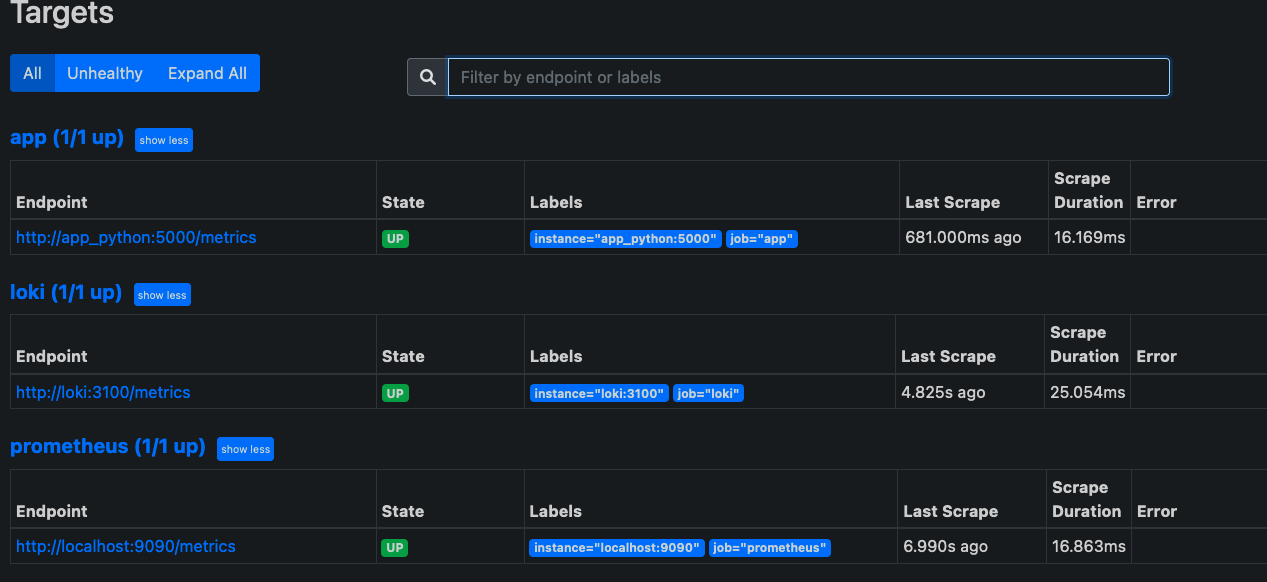 Targets
All Unhealthy Expand All
Filter by endpoint or labels
app (1/1 up) show less
Endpoint State Labels Last Scrape Scrape Duration Error
http://app_python:5000/metrics UP instance="app_python:5000" job="app" 681.000ms ago 16.169ms
loki (1/1 up) show less
Endpoint State Labels Last Scrape Scrape Duration Error
http://loki:3100/metrics UP instance="loki:3100" job="loki" 4.825s ago 25.054ms
prometheus (1/1 up) show less
Endpoint State Labels Last Scrape Scrape Duration Error
http://localhost:9090/metrics UP instance="localhost:9090" job="prometheus" 6.990s ago 16.863ms